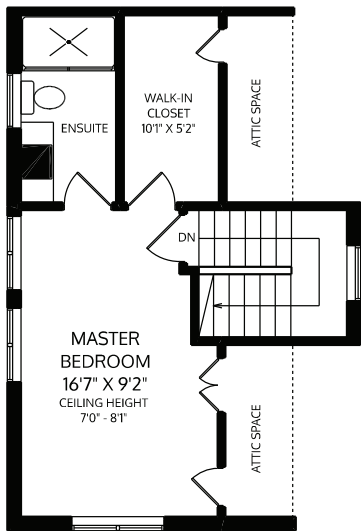 ENSUITE
WALK-IN
CLOSET
10'1" X 5'2"
ATTIC SPACE
DN
MASTER
BEDROOM
16'7" X 9'2"
CEILING HEIGHT
7'0" - 8'1"
ATTIC SPACE